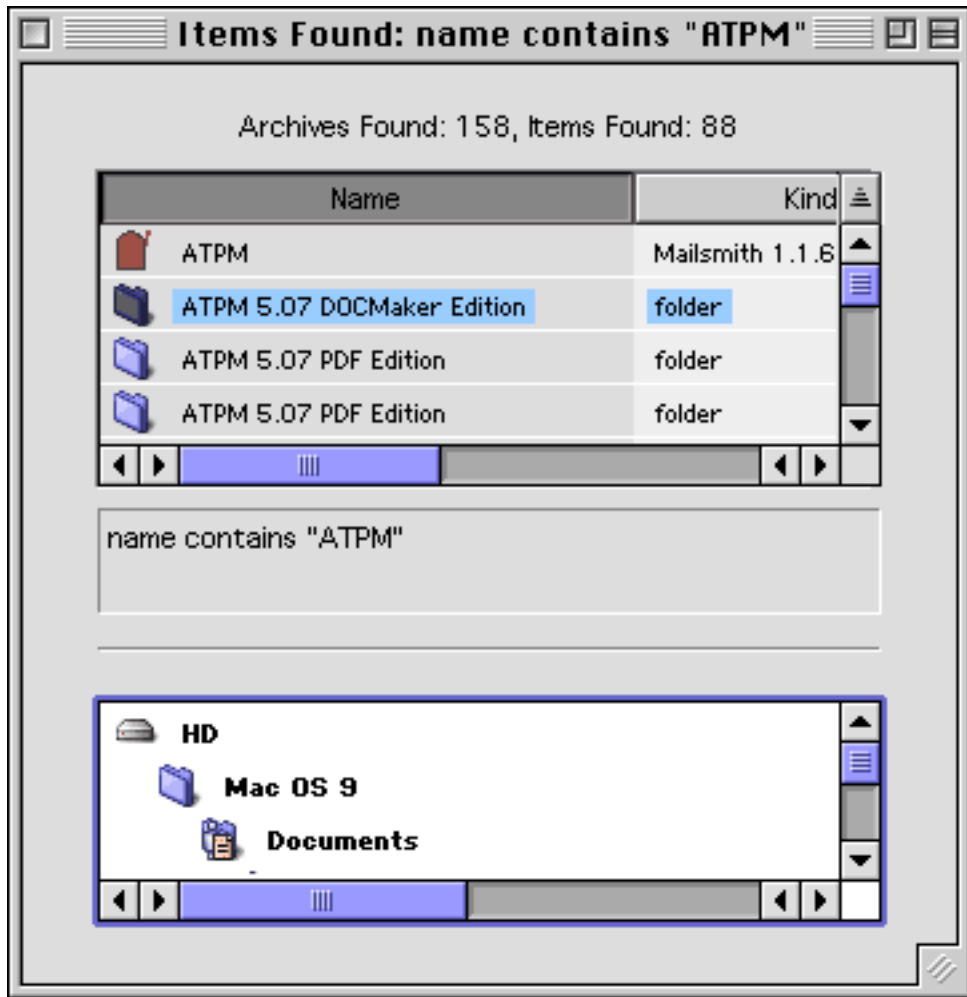 Items Found: name contains "ATPM"
Archives Found: 158, Items Found: 88
Name Kind
ATPM Mailsmith 1.1.6
ATPM 5.07 DOCMaker Edition folder
ATPM 5.07 PDF Edition folder
ATPM 5.07 PDF Edition folder
name contains "ATPM"
HD
Mac OS 9
Documents